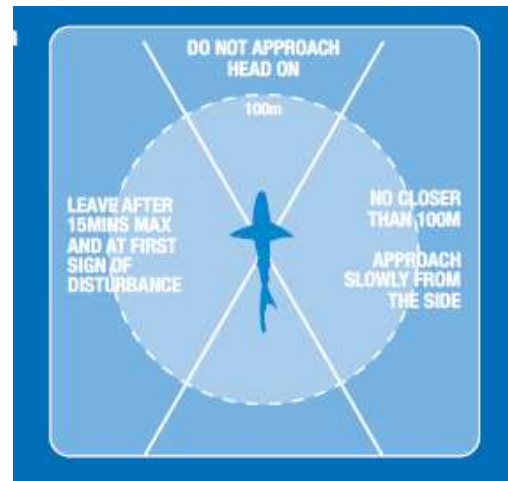 DO NOT APPROACH
HEAD ON
100m
LEAVE AFTER
15MINS MAX
AND AT FIRST
SIGN OF
DISTURBANCE
NO CLOSER
THAN 100M
APPROACH
SLOWLY FROM
THE SIDE